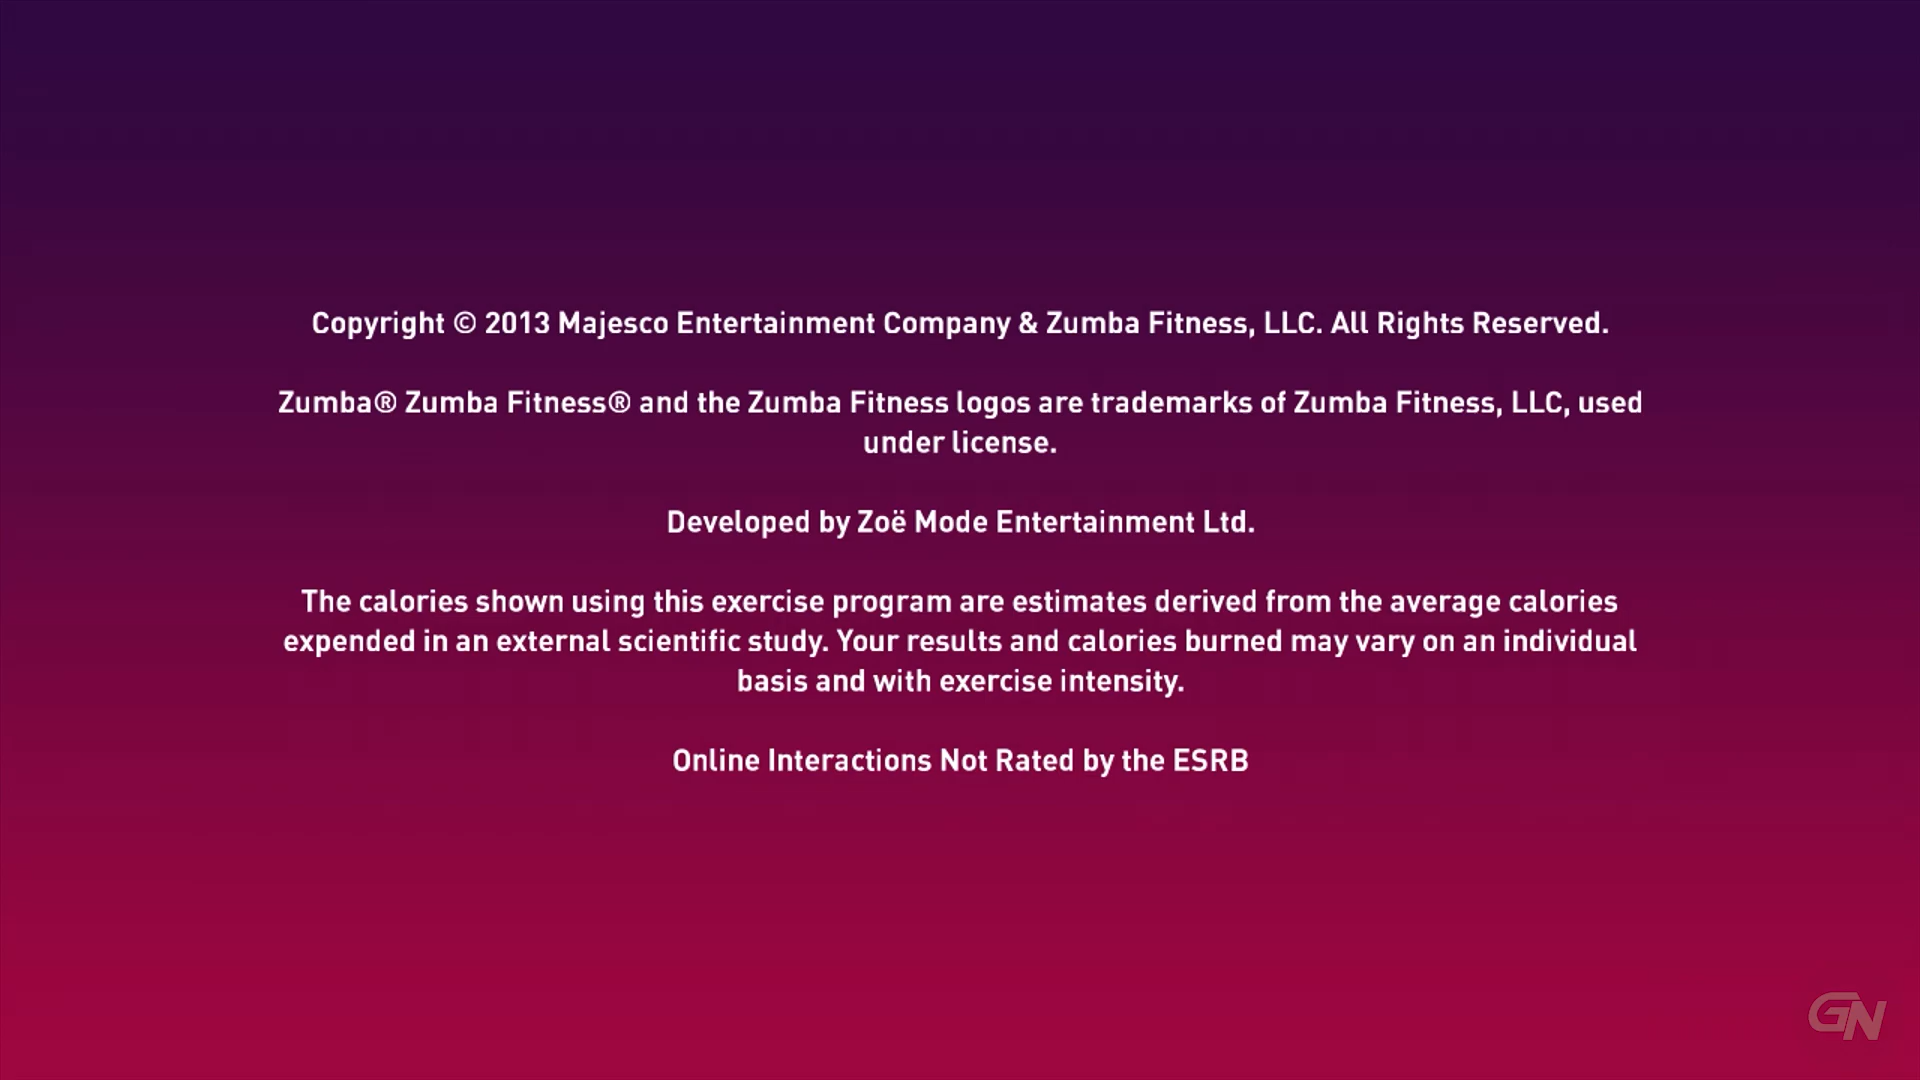 Copyright © 2013 Majesco Entertainment Company & Zumba Fitness, LLC. All Rights Reserved.
Zumba® Zumba Fitness® and the Zumba Fitness logos are trademarks of Zumba Fitness, LLC, used
under license.
Developed by Zoë Mode Entertainment Ltd.
The calories shown using this exercise program are estimates derived from the average calories
expended in an external scientific study. Your results and calories burned may vary on an individual
basis and with exercise intensity.
Online Interactions Not Rated by the ESRB
GN